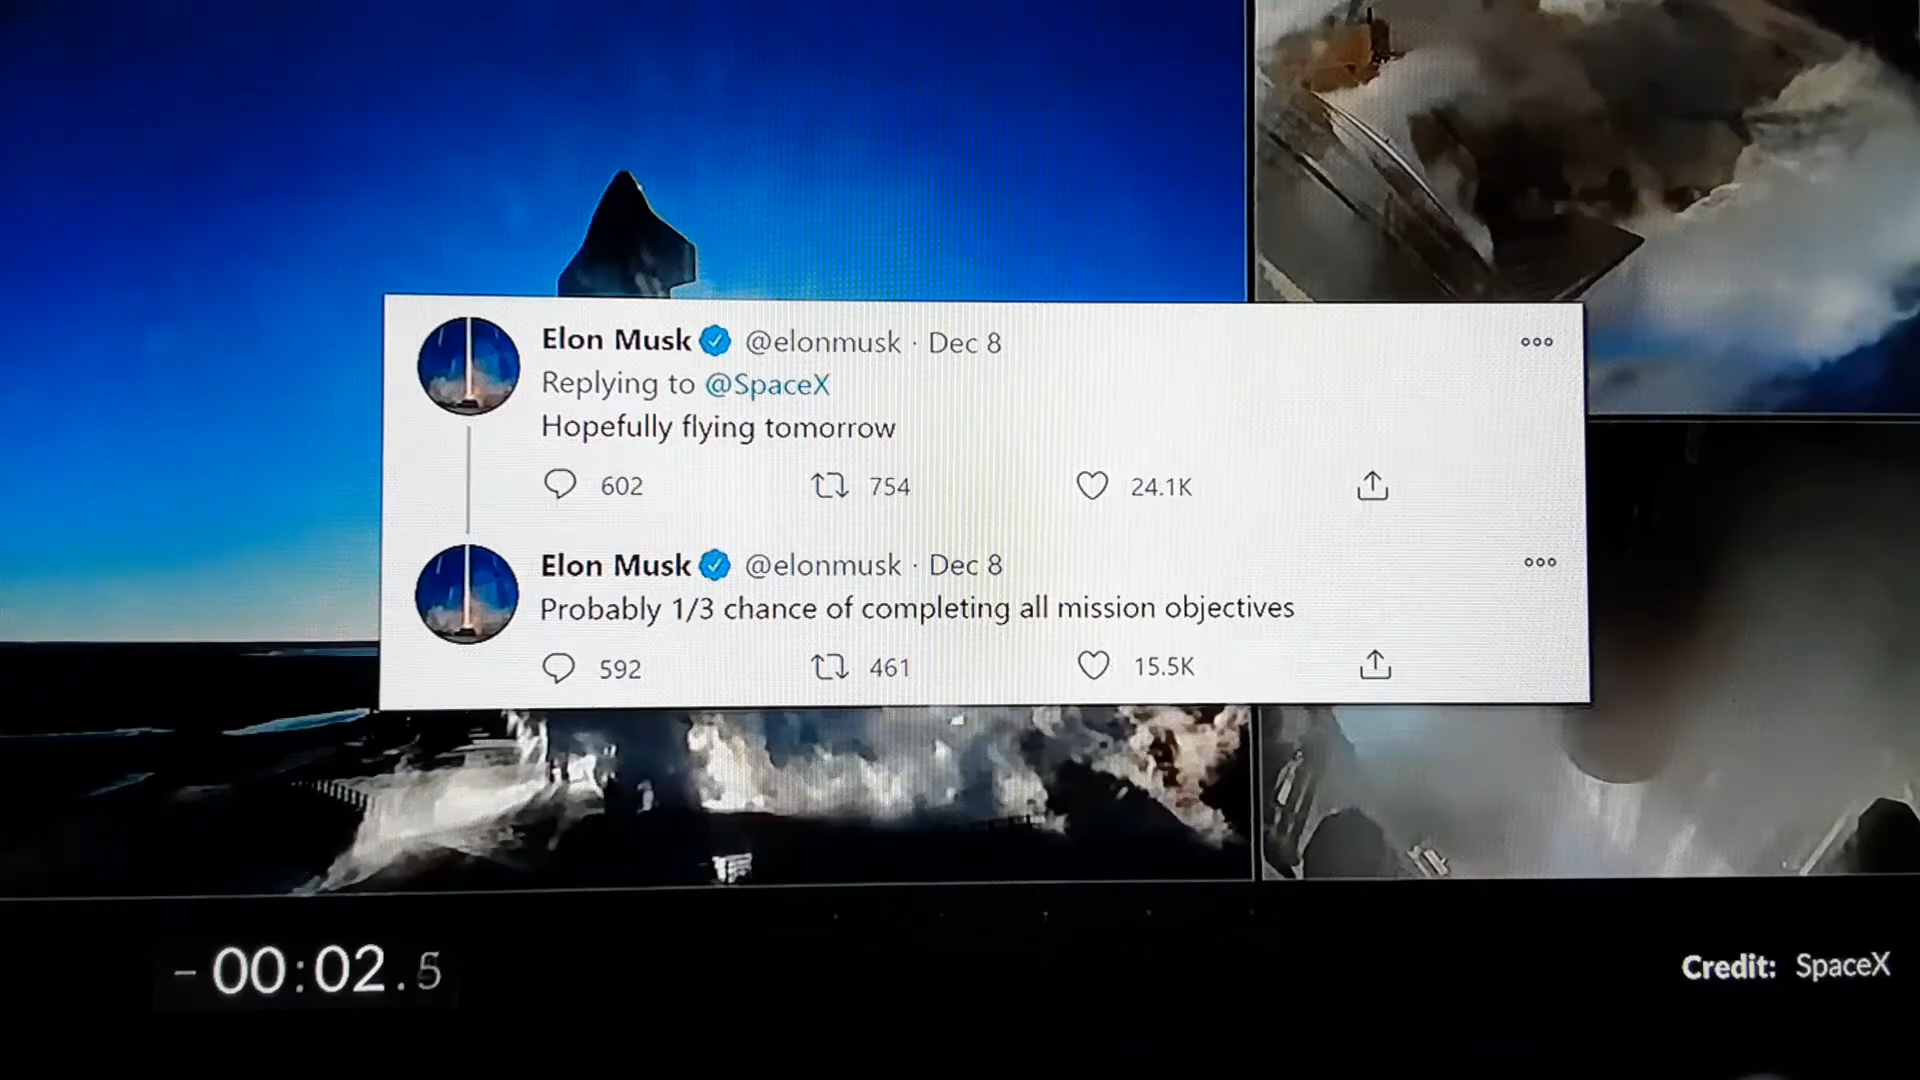 Elon Musk @elonmusk · Dec 8
Replying to @SpaceX
Hopefully flying tomorrow
602 754 24.1K
Elon Musk @elonmusk · Dec 8
Probably 1/3 chance of completing all mission objectives
592 461 15.5K
-00:02.5
Credit: SpaceX